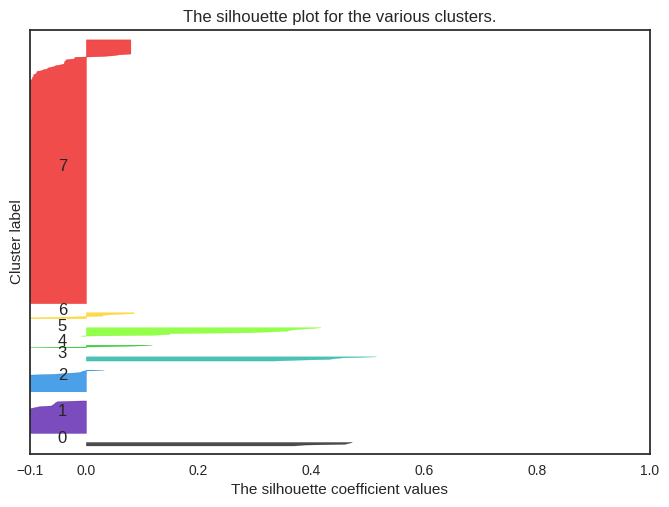 The silhouette plot for the various clusters.
Cluster label
7
6
5
4
3
2
1
0
−0.1 0.0 0.2 0.4 0.6 0.8 1.0
The silhouette coefficient values